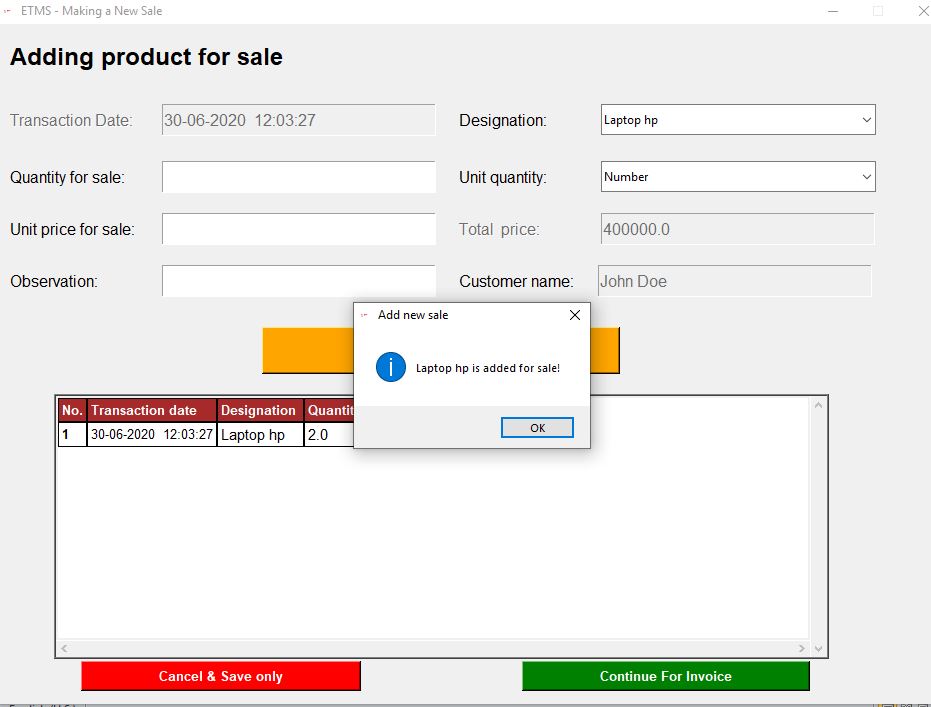 ETMS - Making a New Sale
Adding product for sale
Transaction Date: 30-06-2020 12:03:27 Designation: Laptop hp
Quantity for sale: Unit quantity: Number
Unit price for sale: Total price: 400000.0
Observation: Customer name: John Doe
Add new sale
Laptop hp is added for sale!
OK
No. Transaction date Designation Quantit
1 30-06-2020 12:03:27 Laptop hp 2.0
Cancel & Save only Continue For Invoice